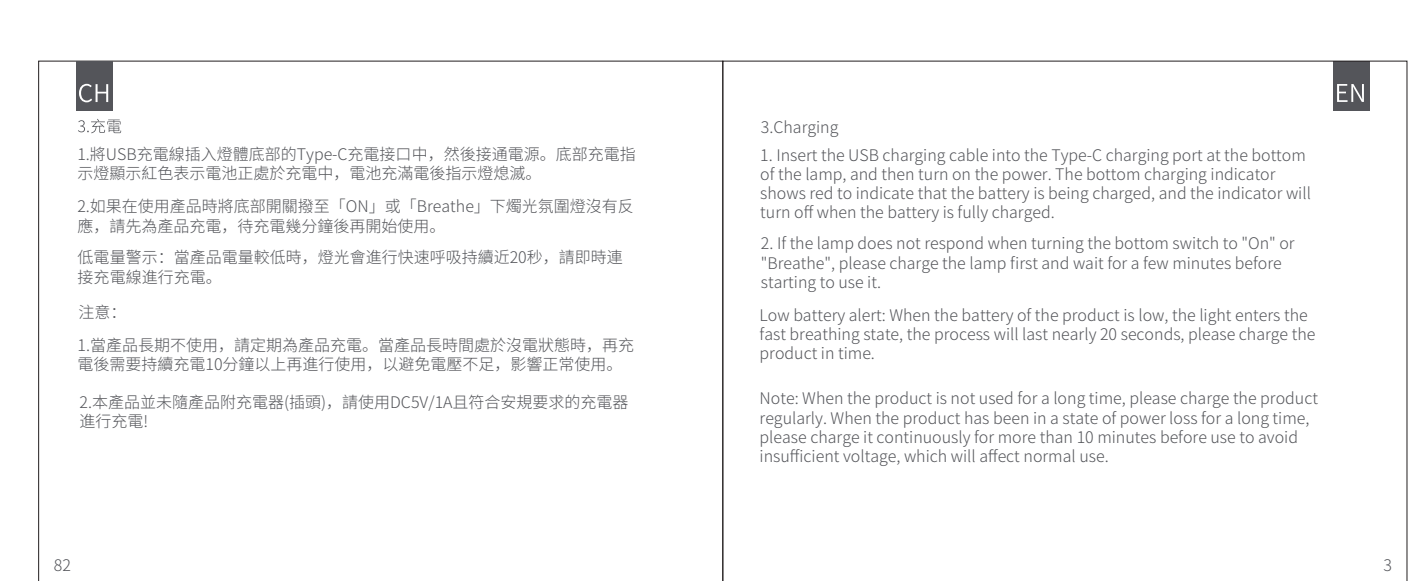 CH
3.充電
1.將USB充電線插入燈體底部的Type-C充電接口中，然後接通電源。底部充電指
示燈顯示紅色表示電池正處於充電中，電池充滿電後指示燈熄滅。
2.如果在使用產品時將底部開關撥至「ON」或「Breathe」下燭光氛圍燈沒有反
應，請先為產品充電，待充電幾分鐘後再開始使用。
低電量警示：當產品電量較低時，燈光會進行快速呼吸持續近20秒，請即時連
接充電線進行充電。
注意：
1.當產品長期不使用，請定期為產品充電。當產品長時間處於沒電狀態時，再充
電後需要持續充電10分鐘以上再進行使用，以避免電壓不足，影響正常使用。
2.本產品並未隨產品附充電器(插頭)，請使用DC5V/1A且符合安規要求的充電器
進行充電!
82
EN
3.Charging
1. Insert the USB charging cable into the Type-C charging port at the bottom
of the lamp, and then turn on the power. The bottom charging indicator
shows red to indicate that the battery is being charged, and the indicator will
turn off when the battery is fully charged.
2. If the lamp does not respond when turning the bottom switch to "On" or
"Breathe", please charge the lamp first and wait for a few minutes before
starting to use it.
Low battery alert: When the battery of the product is low, the light enters the
fast breathing state, the process will last nearly 20 seconds, please charge the
product in time.
Note: When the product is not used for a long time, please charge the product
regularly. When the product has been in a state of power loss for a long time,
please charge it continuously for more than 10 minutes before use to avoid
insufficient voltage, which will affect normal use.
3